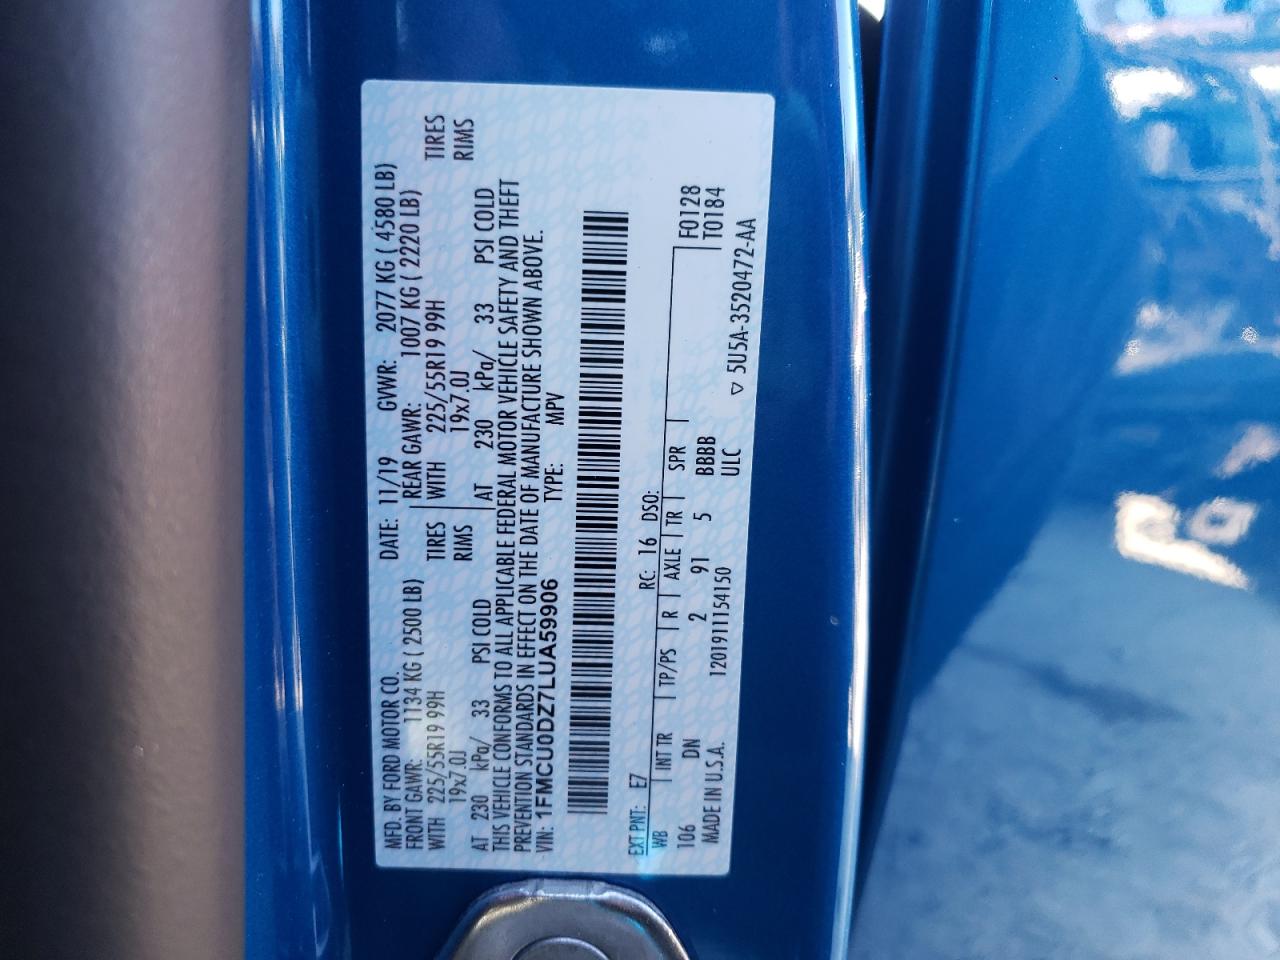 MFD. BY FORD MOTOR CO. DATE: 11/19 GVWR: 2077 KG ( 4580 LB)
FRONT GAWR: 1134 KG ( 2500 LB) REAR GAWR: 1007 KG ( 2220 LB)
WITH 225/55R19 99H TIRES WITH 225/55R19 99H TIRES
19x7.0J RIMS 19x7.0J RIMS
AT 230 kPa/ 33 PSI COLD AT 230 kPa/ 33 PSI COLD
THIS VEHICLE CONFORMS TO ALL APPLICABLE FEDERAL MOTOR VEHICLE SAFETY AND THEFT
PREVENTION STANDARDS IN EFFECT ON THE DATE OF MANUFACTURE SHOWN ABOVE.
VIN: 1FMCU0DZ7LUA59906 TYPE: MPV
EXT PNT: E7 RC: 16 DSO:
WB INT TR TP/PS R AXLE TR SPR F0128
106 DN 2 91 5 BBBB T0184
MADE IN U.S.A. 1201911154150 ULC
▽ 5U5A-3520472-AA